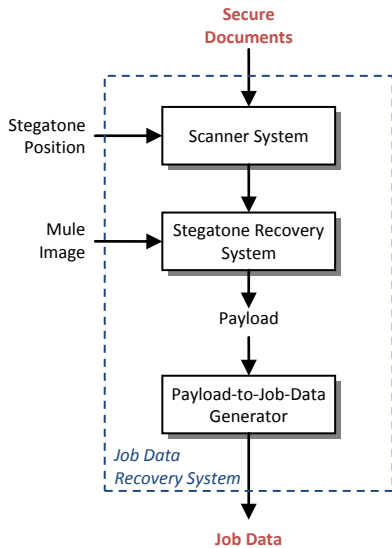 Secure
Documents
Stegatone
Position
Scanner System
Mule
Image
Stegatone Recovery
System
Payload
Payload-to-Job-Data
Generator
Job Data
Recovery System
Job Data